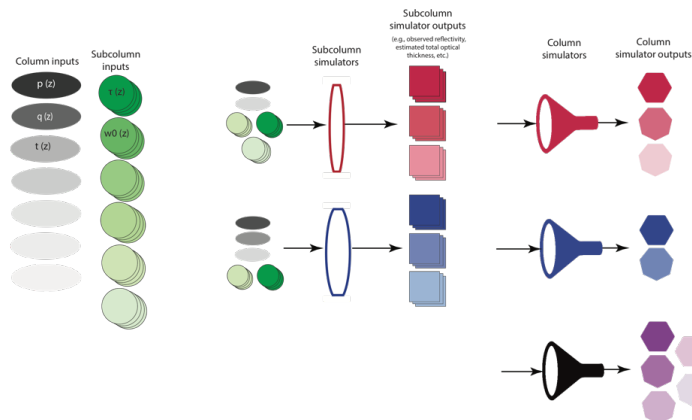 Column inputs
Subcolumn
inputs
p (z)
q (z)
t (z)
τ (z)
w0 (z)
Subcolumn
simulators
Subcolumn
simulator outputs
(e.g., observed reflectivity,
estimated total optical
thickness, etc.)
Column
simulators
Column
simulator outputs